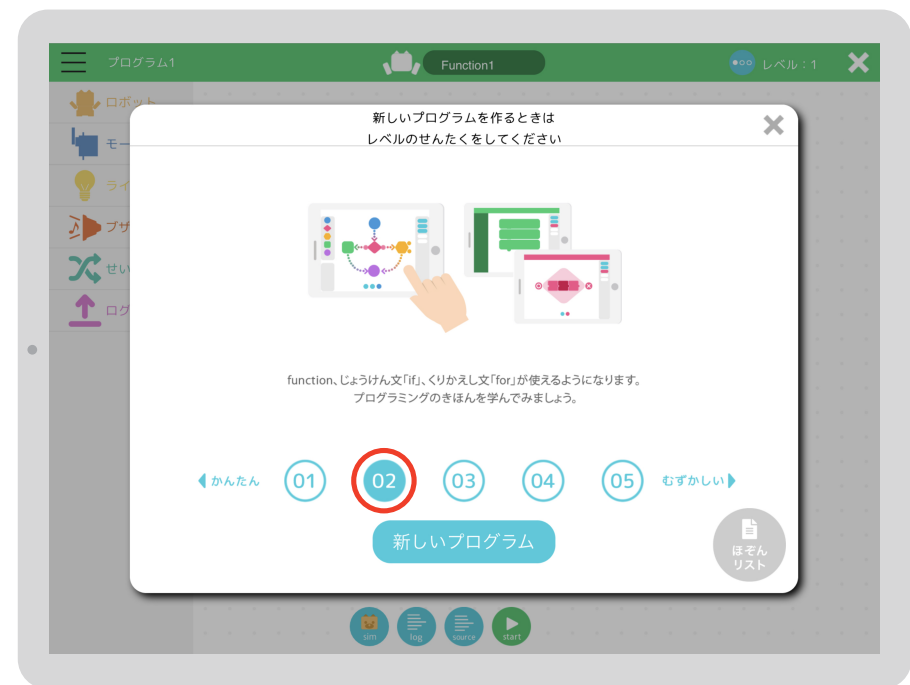 プログラム1
Function1
レベル：1
ロボット
モー
ライ
ブザ
せい
ログ
新しいプログラムを作るときは
レベルのせんたくをしてください
function、じょうけん文「if」、くりかえし文「for」が使えるようになります。
プログラミングのきほんを学んでみましょう。
かんたん 01 02 03 04 05 むずかしい
新しいプログラム
ほぞん
リスト
sim log source start